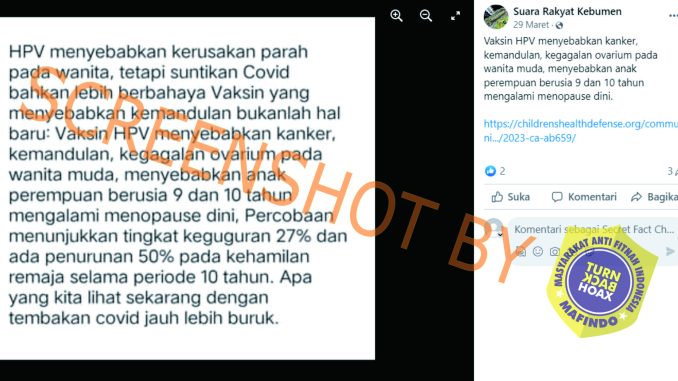 HPV menyebabkan kerusakan parah
pada wanita, tetapi suntikan Covid
bahkan lebih berbahaya Vaksin yang
menyebabkan kemandulan bukanlah hal
baru: Vaksin HPV menyebabkan kanker,
kemandulan, kegagalan ovarium pada
wanita muda, menyebabkan anak
perempuan berusia 9 dan 10 tahun
mengalami menopause dini, Percobaan
menunjukkan tingkat keguguran 27% dan
ada penurunan 50% pada kehamilan
remaja selama periode 10 tahun. Apa
yang kita lihat sekarang dengan
tembakan covid jauh lebih buruk.
SCREENSHOT BY
Suara Rakyat Kebumen
29 Maret
Vaksin HPV menyebabkan kanker,
kemandulan, kegagalan ovarium pada
wanita muda, menyebabkan anak
perempuan berusia 9 dan 10 tahun
mengalami menopause dini.
https://childrenshealthdefense.org/commu
ni.../2023-ca-ab659/
2
3
Suka Komentari Bagika
Komentari sebagai Secret Fact Ch...
MASYARAKAT ANTI FITNAH INDONESIA
TURN
BACK
HOAX
MAFINDO